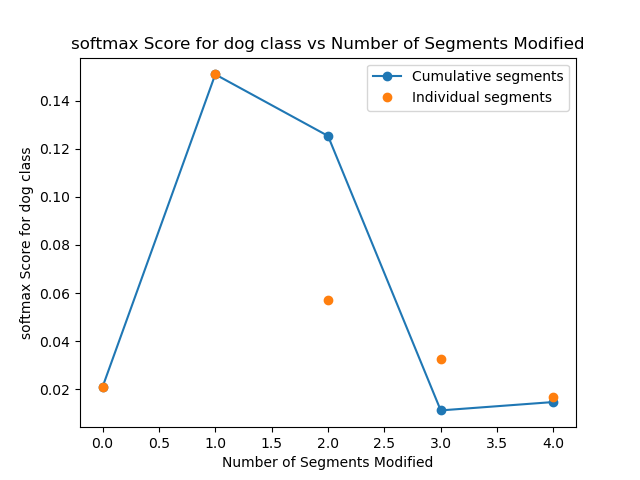 softmax Score for dog class vs Number of Segments Modified
Cumulative segments
Individual segments
softmax Score for dog class
0.14
0.12
0.10
0.08
0.06
0.04
0.02
0.0 0.5 1.0 1.5 2.0 2.5 3.0 3.5 4.0
Number of Segments Modified